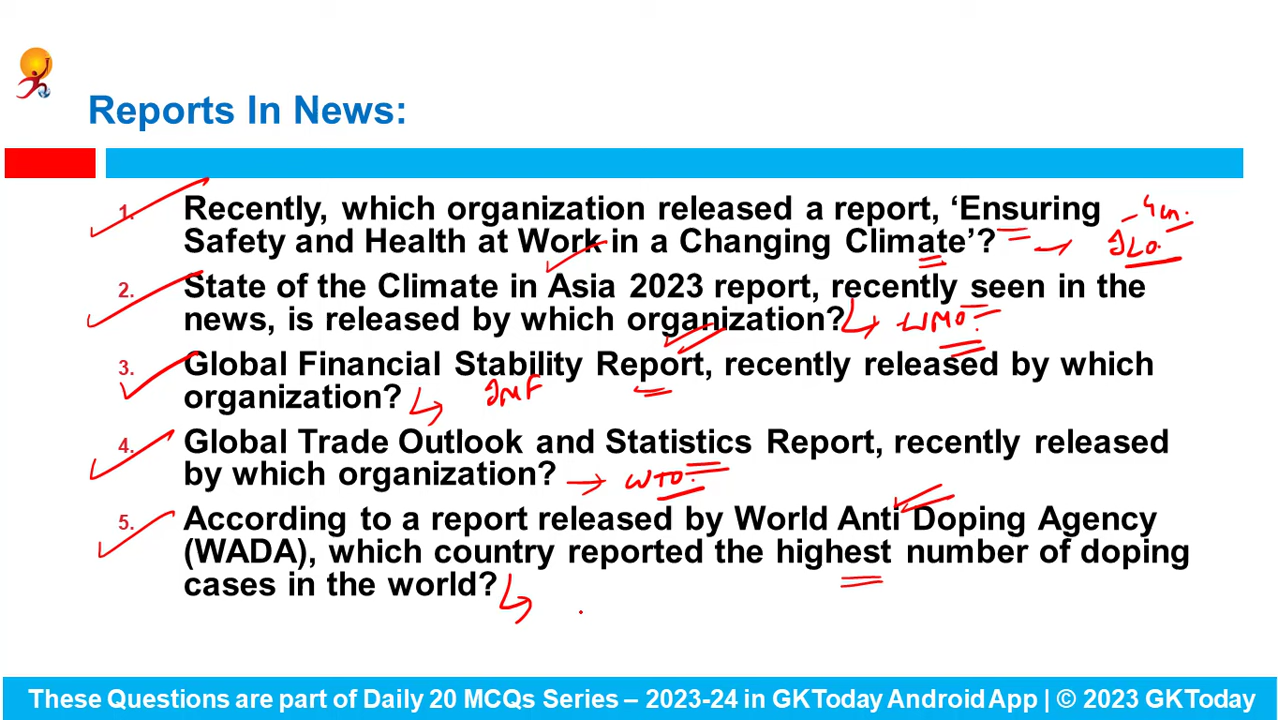 Reports In News:
1. Recently, which organization released a report, ‘Ensuring
Safety and Health at Work in a Changing Climate’?
ILO.
2. State of the Climate in Asia 2023 report, recently seen in the
news, is released by which organization? WMO
3. Global Financial Stability Report, recently released by which
organization? IMF
4. Global Trade Outlook and Statistics Report, recently released
by which organization? WTO
5. According to a report released by World Anti Doping Agency
(WADA), which country reported the highest number of doping
cases in the world?
These Questions are part of Daily 20 MCQs Series – 2023-24 in GKToday Android App | © 2023 GKToday